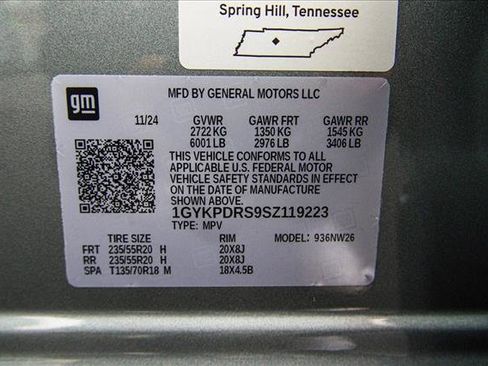 Spring Hill, Tennessee
gm
MFD BY GENERAL MOTORS LLC
11/24 GVWR GAWR FRT GAWR RR
2722 KG 1350 KG 1545 KG
6001 LB 2976 LB 3406 LB
THIS VEHICLE CONFORMS TO ALL
APPLICABLE U.S. FEDERAL MOTOR
VEHICLE SAFETY STANDARDS IN EFFECT
ON THE DATE OF MANUFACTURE
SHOWN ABOVE.
1GYKPDRS9SZ119223
TYPE: MPV
TIRE SIZE RIM MODEL: 936NW26
FRT 235/55R20 H 20X8J
RR 235/55R20 H 20X8J
SPA T135/70R18 M 18X4.5B